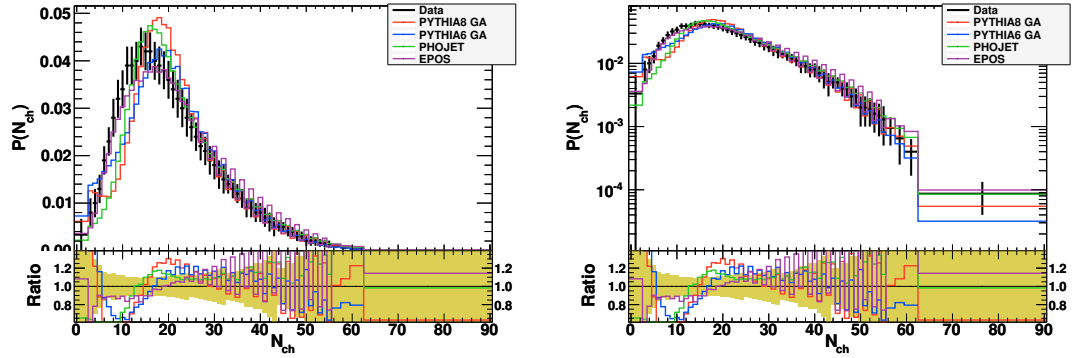 0.05
0.04
0.03
0.02
0.01
0.00
P(N_ch)
Data
PYTHIA8 GA
PYTHIA6 GA
PHOJET
EPOS
Ratio
1.2
1.0
0.8
1.2
1.0
0.8
0 10 20 30 40 50 60 70 80 90
N_ch
10^-2
10^-3
10^-4
P(N_ch)
Data
PYTHIA8 GA
PYTHIA6 GA
PHOJET
EPOS
Ratio
1.2
1.0
0.8
1.2
1.0
0.8
0 10 20 30 40 50 60 70 80 90
N_ch